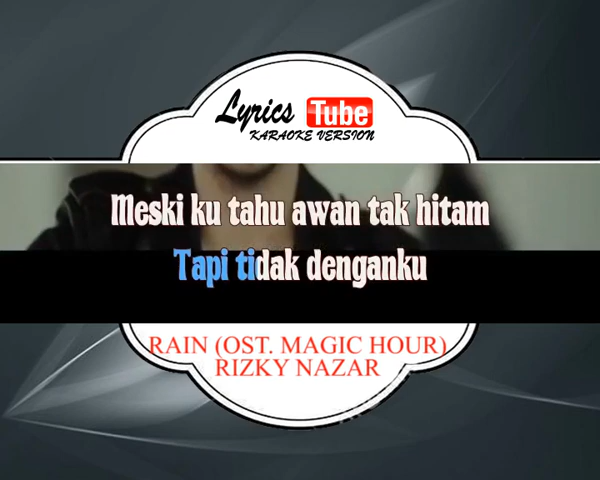 Lyrics Tube
KARAOKE VERSION
Meski ku tahu awan tak hitam
Tapi tidak denganku
RAIN (OST. MAGIC HOUR)
RIZKY NAZAR